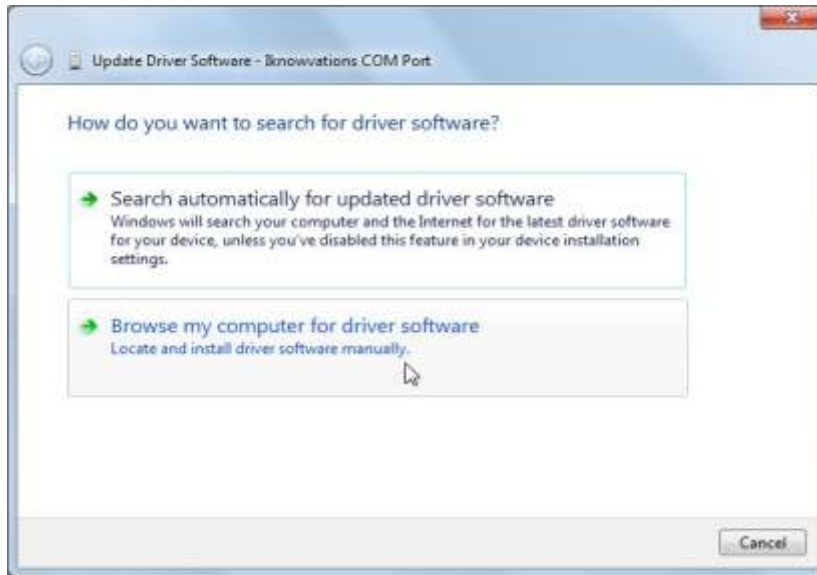 Update Driver Software - Iknowvations COM Port
How do you want to search for driver software?
Search automatically for updated driver software
Windows will search your computer and the Internet for the latest driver software
for your device, unless you've disabled this feature in your device installation
settings.
Browse my computer for driver software
Locate and install driver software manually.
Cancel